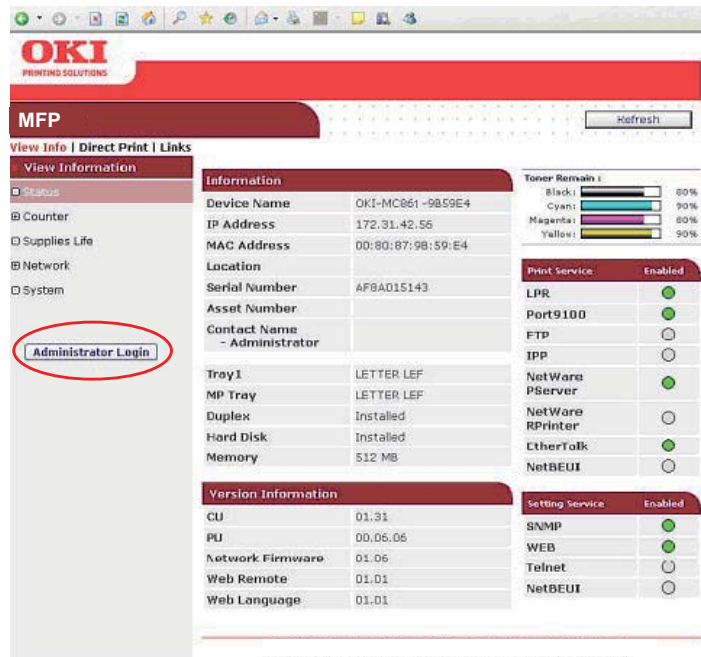 OKI
PRINTING SOLUTIONS
MFP
Refresh
View Info | Direct Print | Links
View Information
Status
Counter
Supplies Life
Network
System
Administrator Login
Information
Device Name OKI-MC861-9B59E4
IP Address 172.31.42.56
MAC Address 00:80:87:98:59:E4
Location
Serial Number AF8A015143
Asset Number
Contact Name
- Administrator
Tray1 LETTER LEF
MP Tray LETTER LEF
Duplex Installed
Hard Disk Installed
Memory 512 MB
Version Information
CU 01.31
PU 00.06.06
Network Firmware 01.06
Web Remote 01.01
Web Language 01.01
Toner Remain :
Black: 80%
Cyan: 90%
Magenta: 80%
Yellow: 90%
Print Service Enabled
LPR
Port9100
FTP
IPP
NetWare
PServer
NetWare
RPrinter
EtherTalk
NetBEUI
Setting Service Enabled
SNMP
WEB
Telnet
NetBEUI